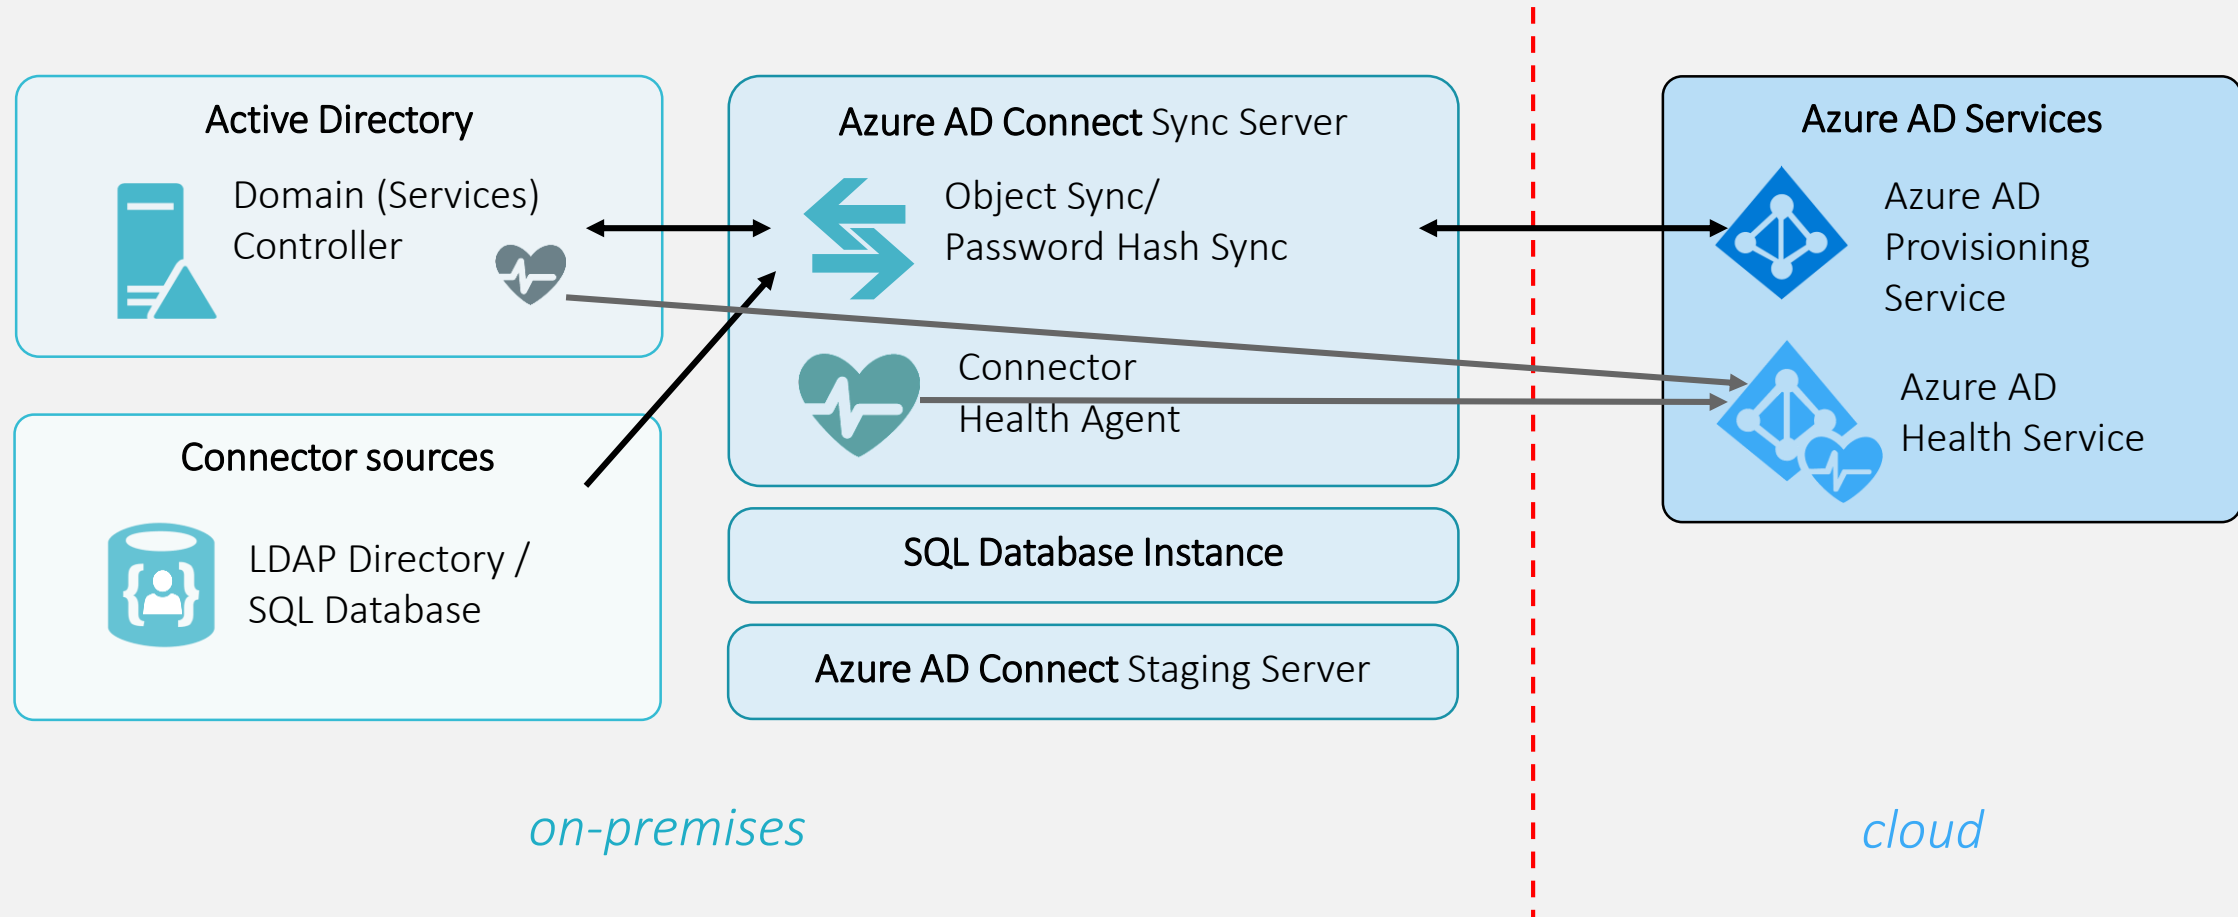 Active Directory
Domain (Services)
Controller
Connector sources
LDAP Directory /
SQL Database
Azure AD Connect Sync Server
Object Sync/
Password Hash Sync
Connector
Health Agent
SQL Database Instance
Azure AD Connect Staging Server
Azure AD Services
Azure AD
Provisioning
Service
Azure AD
Health Service
on-premises
cloud